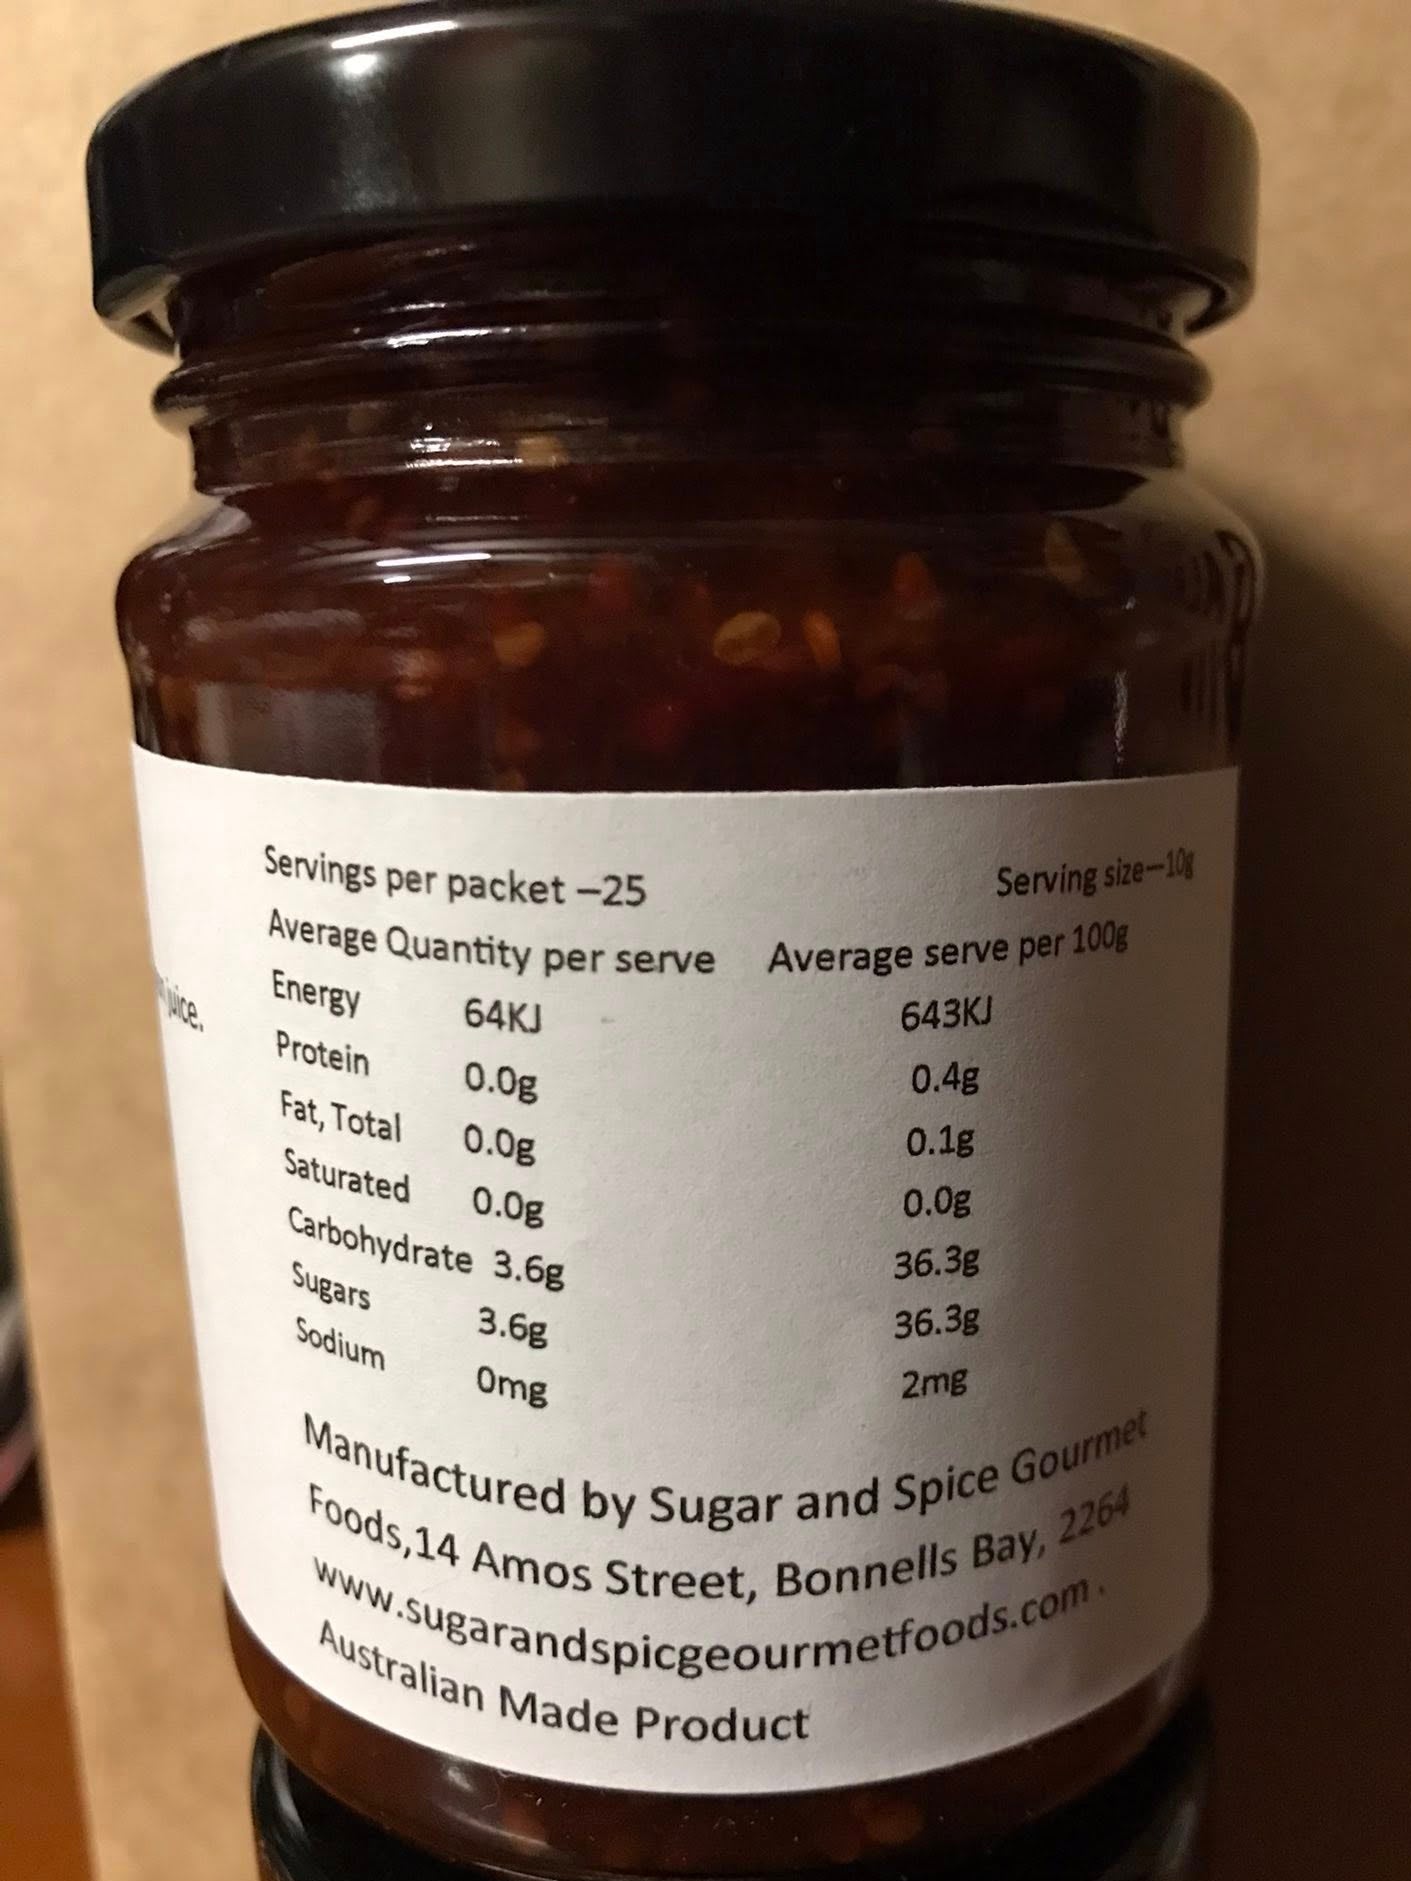 Servings per packet –25 Serving size—10g
Average Quantity per serve Average serve per 100g
Energy 64KJ 643KJ
Protein 0.0g 0.4g
Fat, Total 0.0g 0.1g
Saturated 0.0g 0.0g
Carbohydrate 3.6g 36.3g
Sugars 3.6g 36.3g
Sodium 0mg 2mg
Manufactured by Sugar and Spice Gourmet
Foods,14 Amos Street, Bonnells Bay, 2264
www.sugarandspicgeourmetfoods.com.
Australian Made Product
juice.